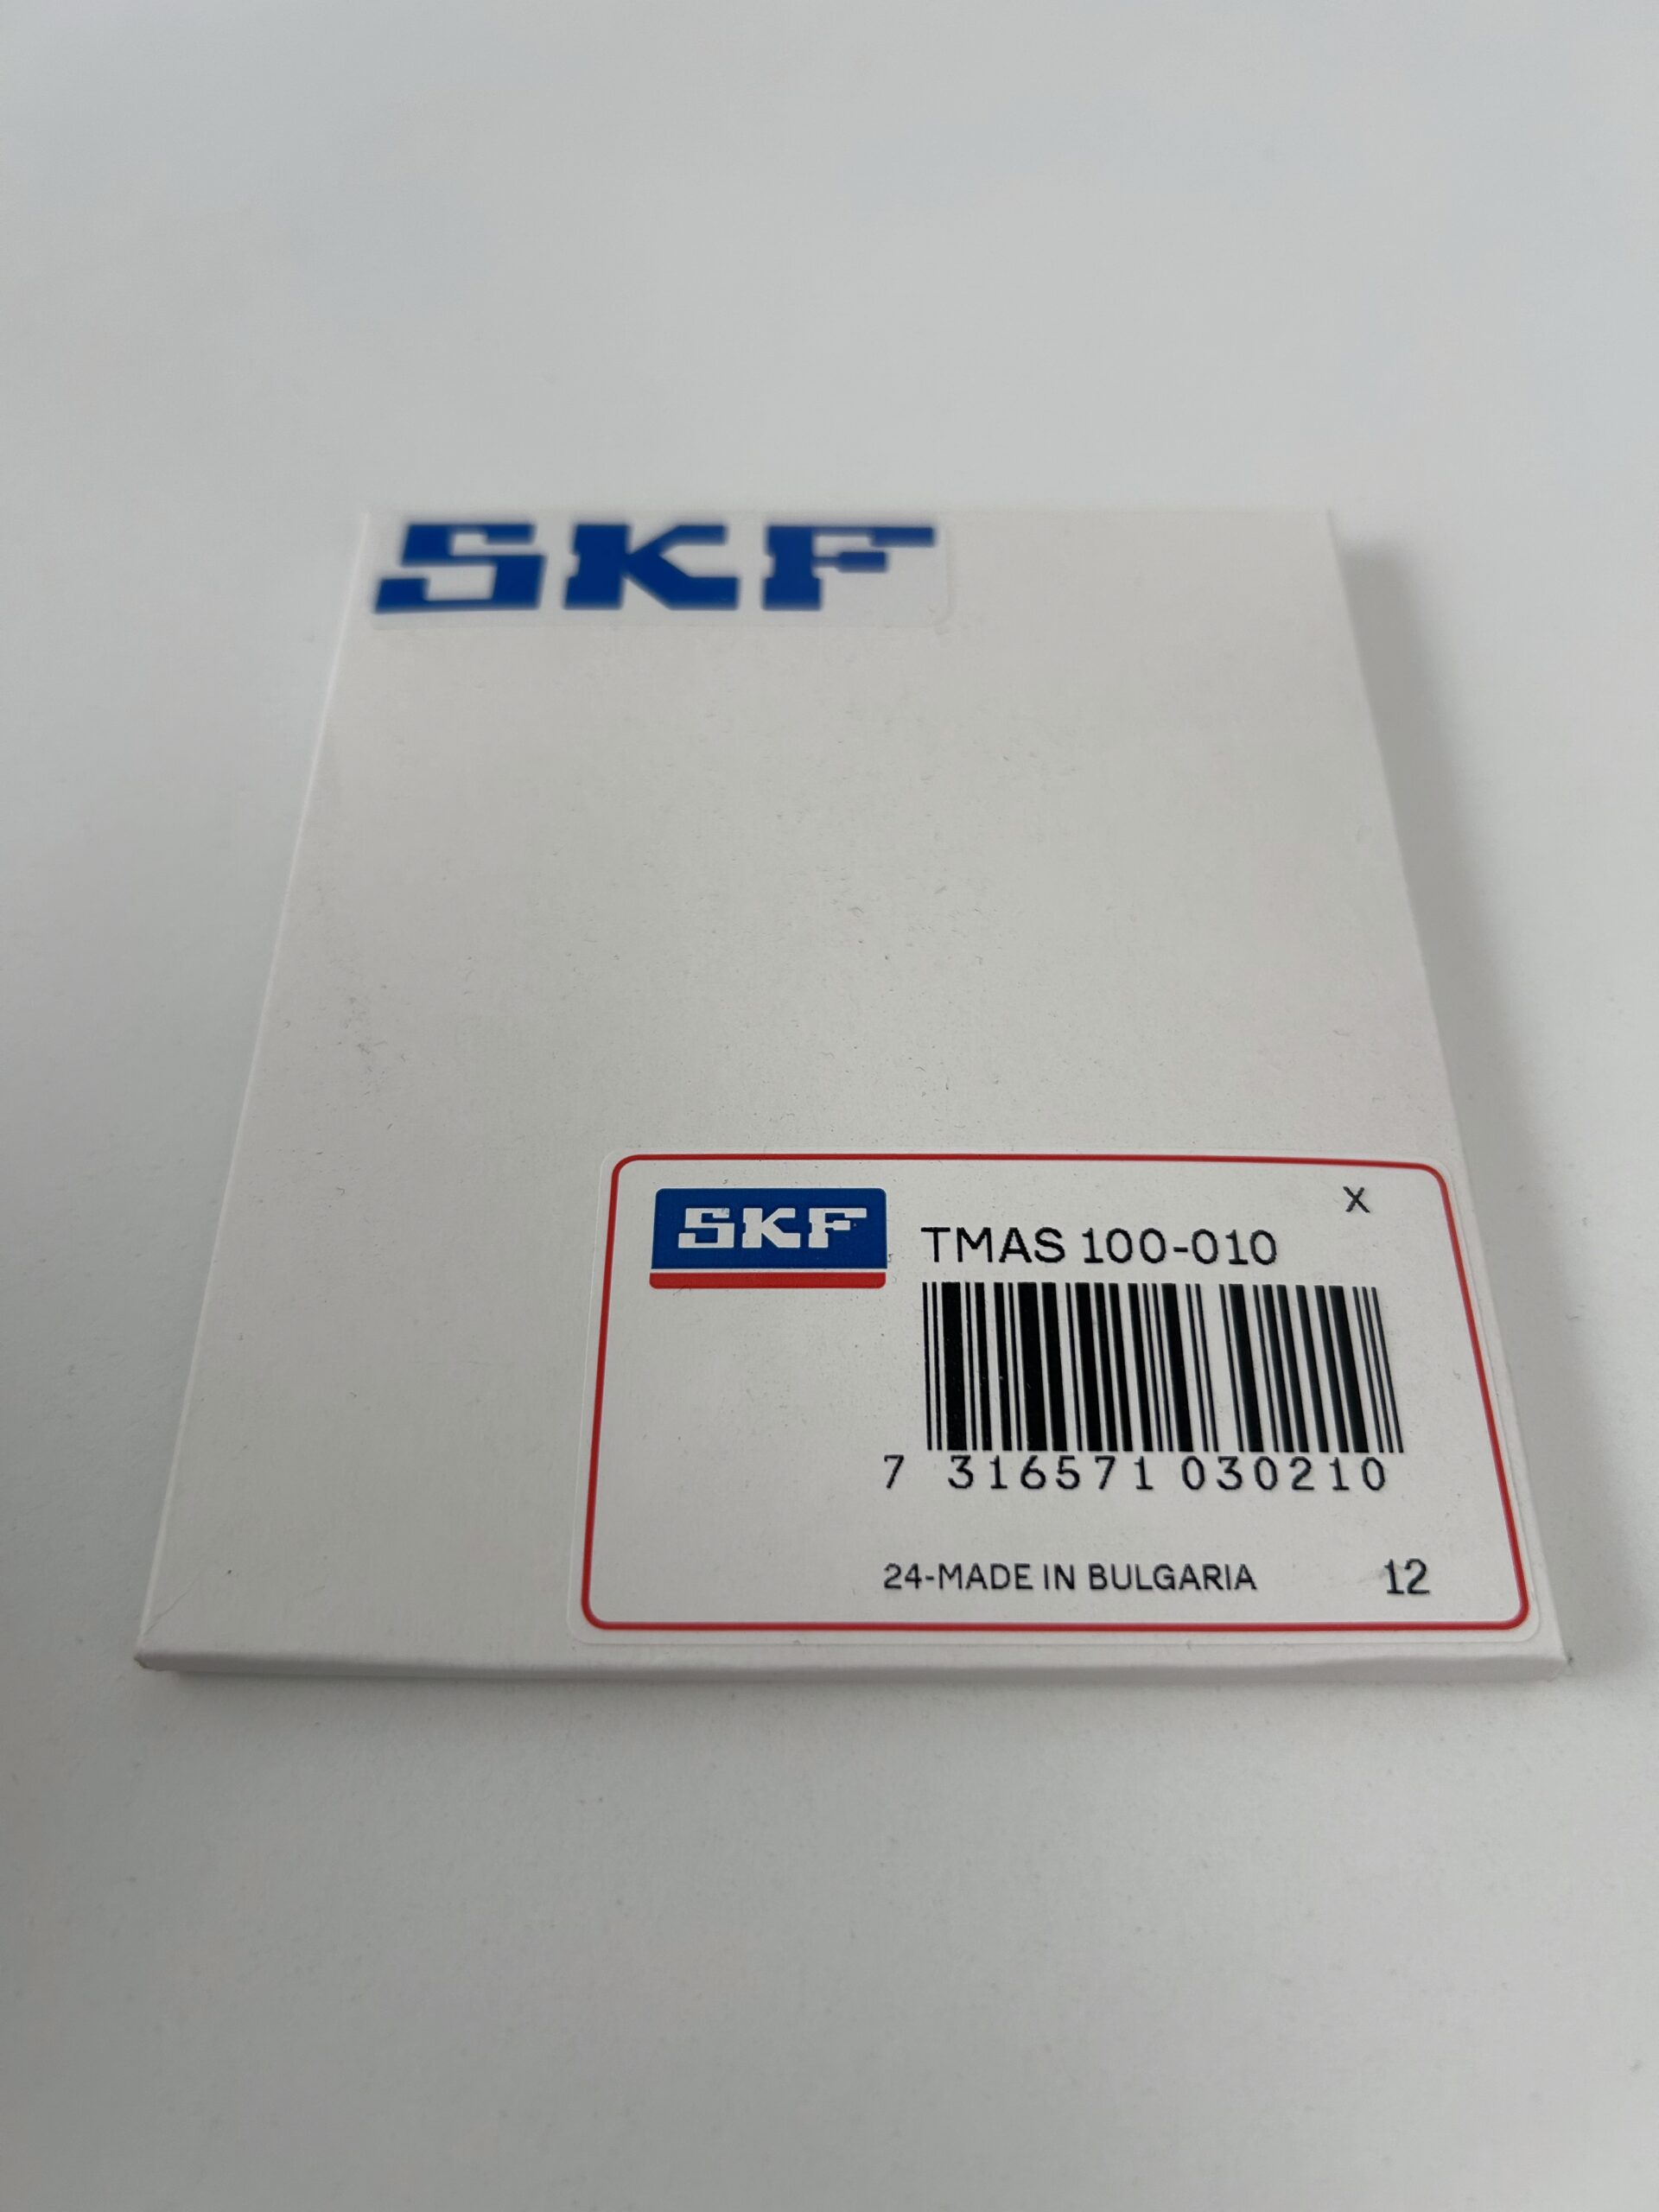 SKF
X
SKF
TMAS 100-010
7 316571 030210
24-MADE IN BULGARIA
12